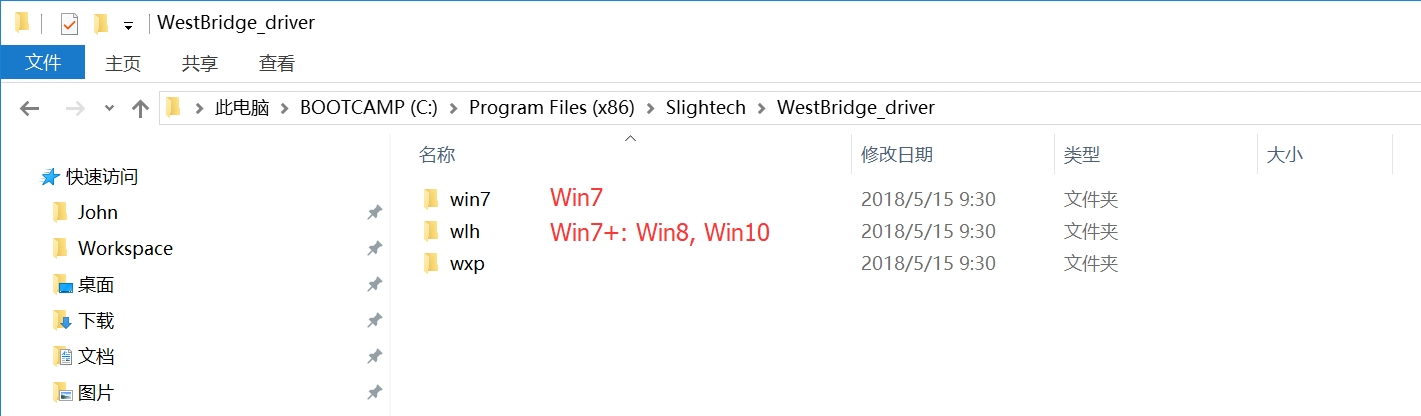 WestBridge_driver
文件 主页 共享 查看
此电脑 BOOTCAMP (C:) Program Files (x86) Slightech WestBridge_driver
名称 修改日期 类型 大小
快速访问
John
Workspace
桌面
下载
文档
图片
win7 Win7 2018/5/15 9:30 文件夹
wlh Win7+: Win8, Win10 2018/5/15 9:30 文件夹
wxp 2018/5/15 9:30 文件夹